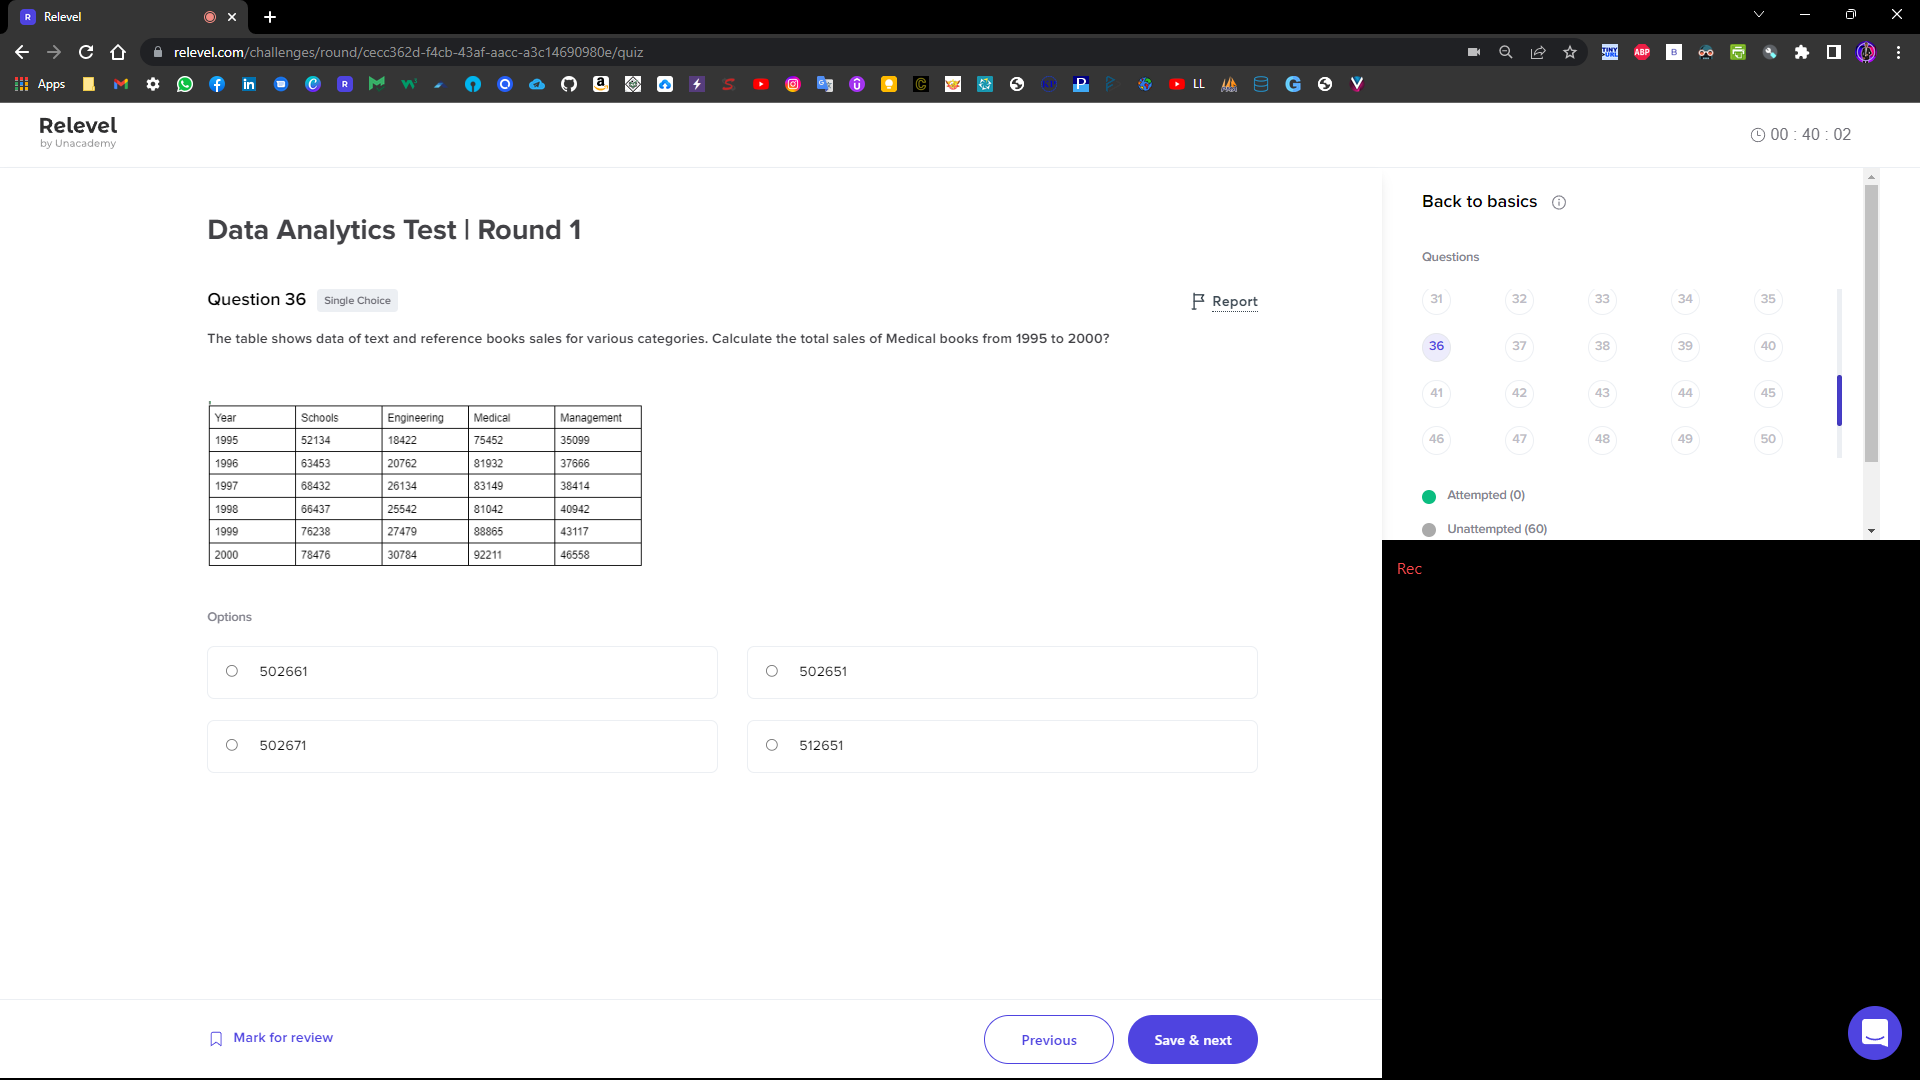 Relevel
relevel.com/challenges/round/cecc362d-f4cb-43af-aacc-a3c14690980e/quiz
Apps
LL
Relevel
by Unacademy
00 : 40 : 02
Data Analytics Test | Round 1
Question 36 Single Choice
Report
The table shows data of text and reference books sales for various categories. Calculate the total sales of Medical books from 1995 to 2000?
Year Schools Engineering Medical Management
1995 52134 18422 75452 35099
1996 63453 20762 81932 37666
1997 68432 26134 83149 38414
1998 66437 25542 81042 40942
1999 76238 27479 88865 43117
2000 78476 30784 92211 46558
Options
502661
502651
502671
512651
Mark for review
Previous
Save & next
Back to basics
Questions
31 32 33 34 35
36 37 38 39 40
41 42 43 44 45
46 47 48 49 50
Attempted (0)
Unattempted (60)
Rec